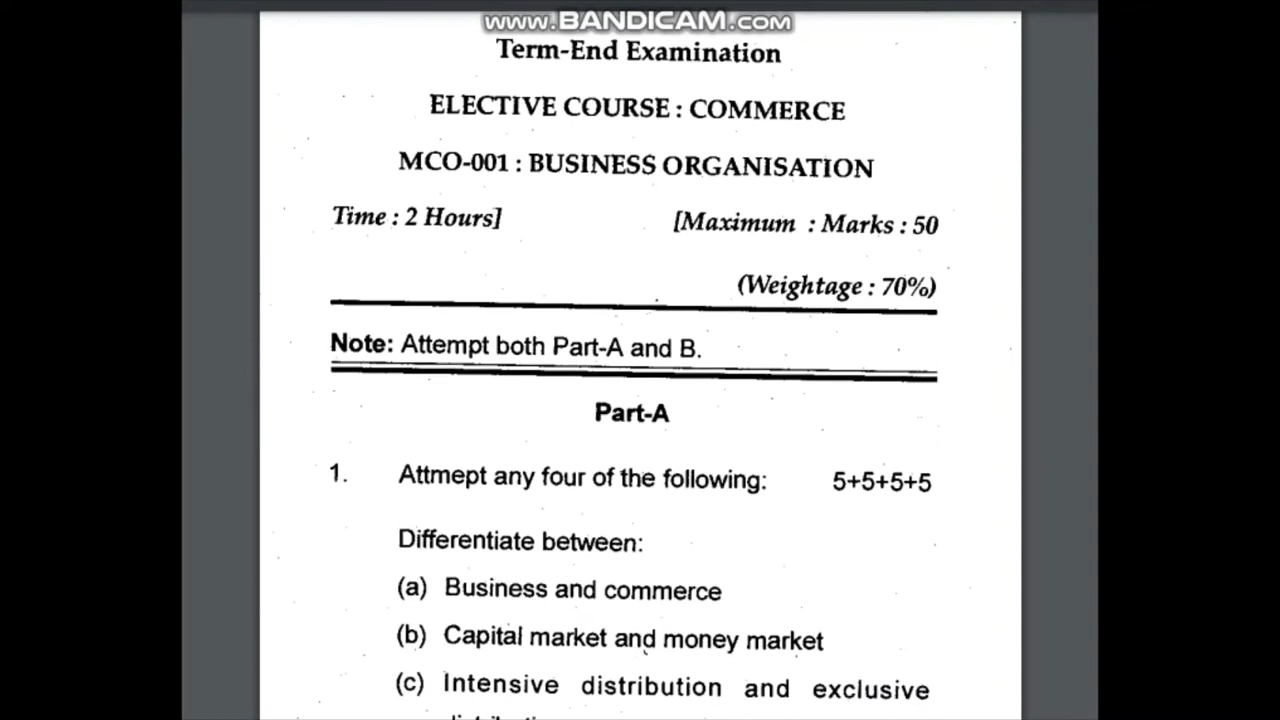 www.BANDICAM.com
Term-End Examination
ELECTIVE COURSE : COMMERCE
MCO-001 : BUSINESS ORGANISATION
Time : 2 Hours] [Maximum : Marks : 50
(Weightage : 70%)
Note: Attempt both Part-A and B.
Part-A
1. Attmept any four of the following: 5+5+5+5
Differentiate between:
(a) Business and commerce
(b) Capital market and money market
(c) Intensive distribution and exclusive